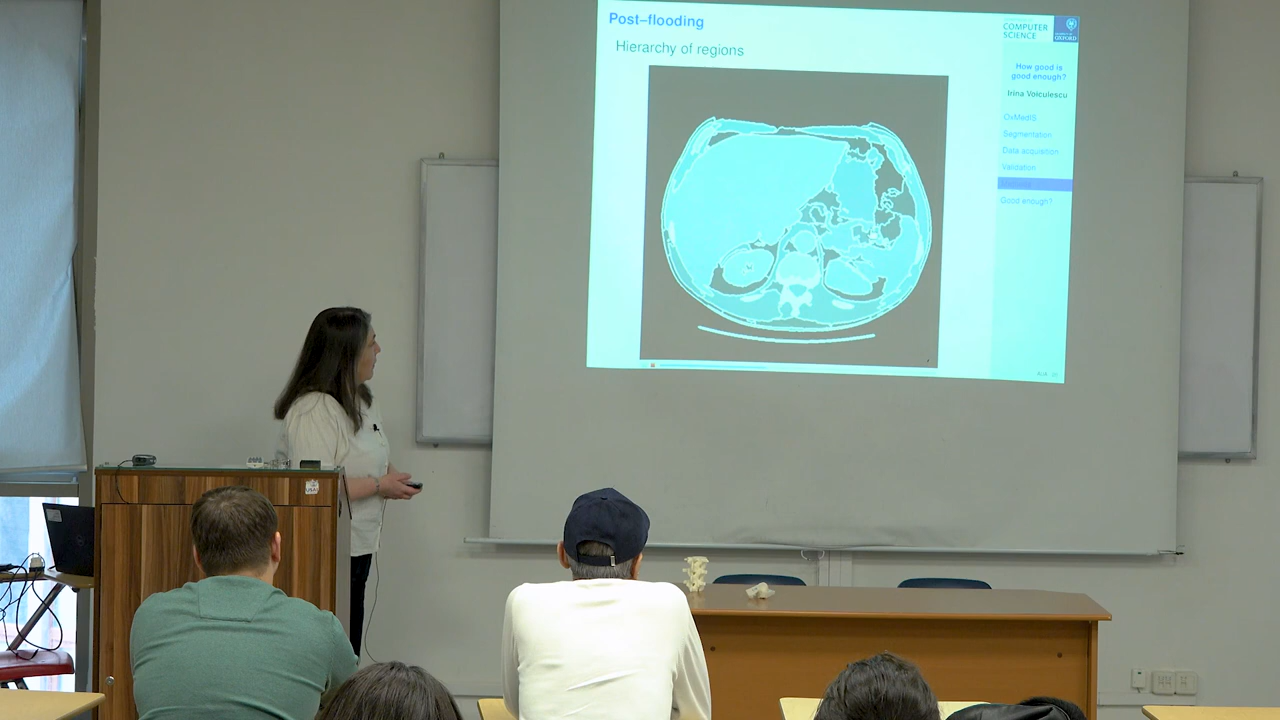 Post–flooding
Hierarchy of regions
COMPUTER
SCIENCE
OXFORD
How good is
good enough?
Irina Voiculescu
OxMedIS
Segmentation
Data acquisition
Validation
Good enough?